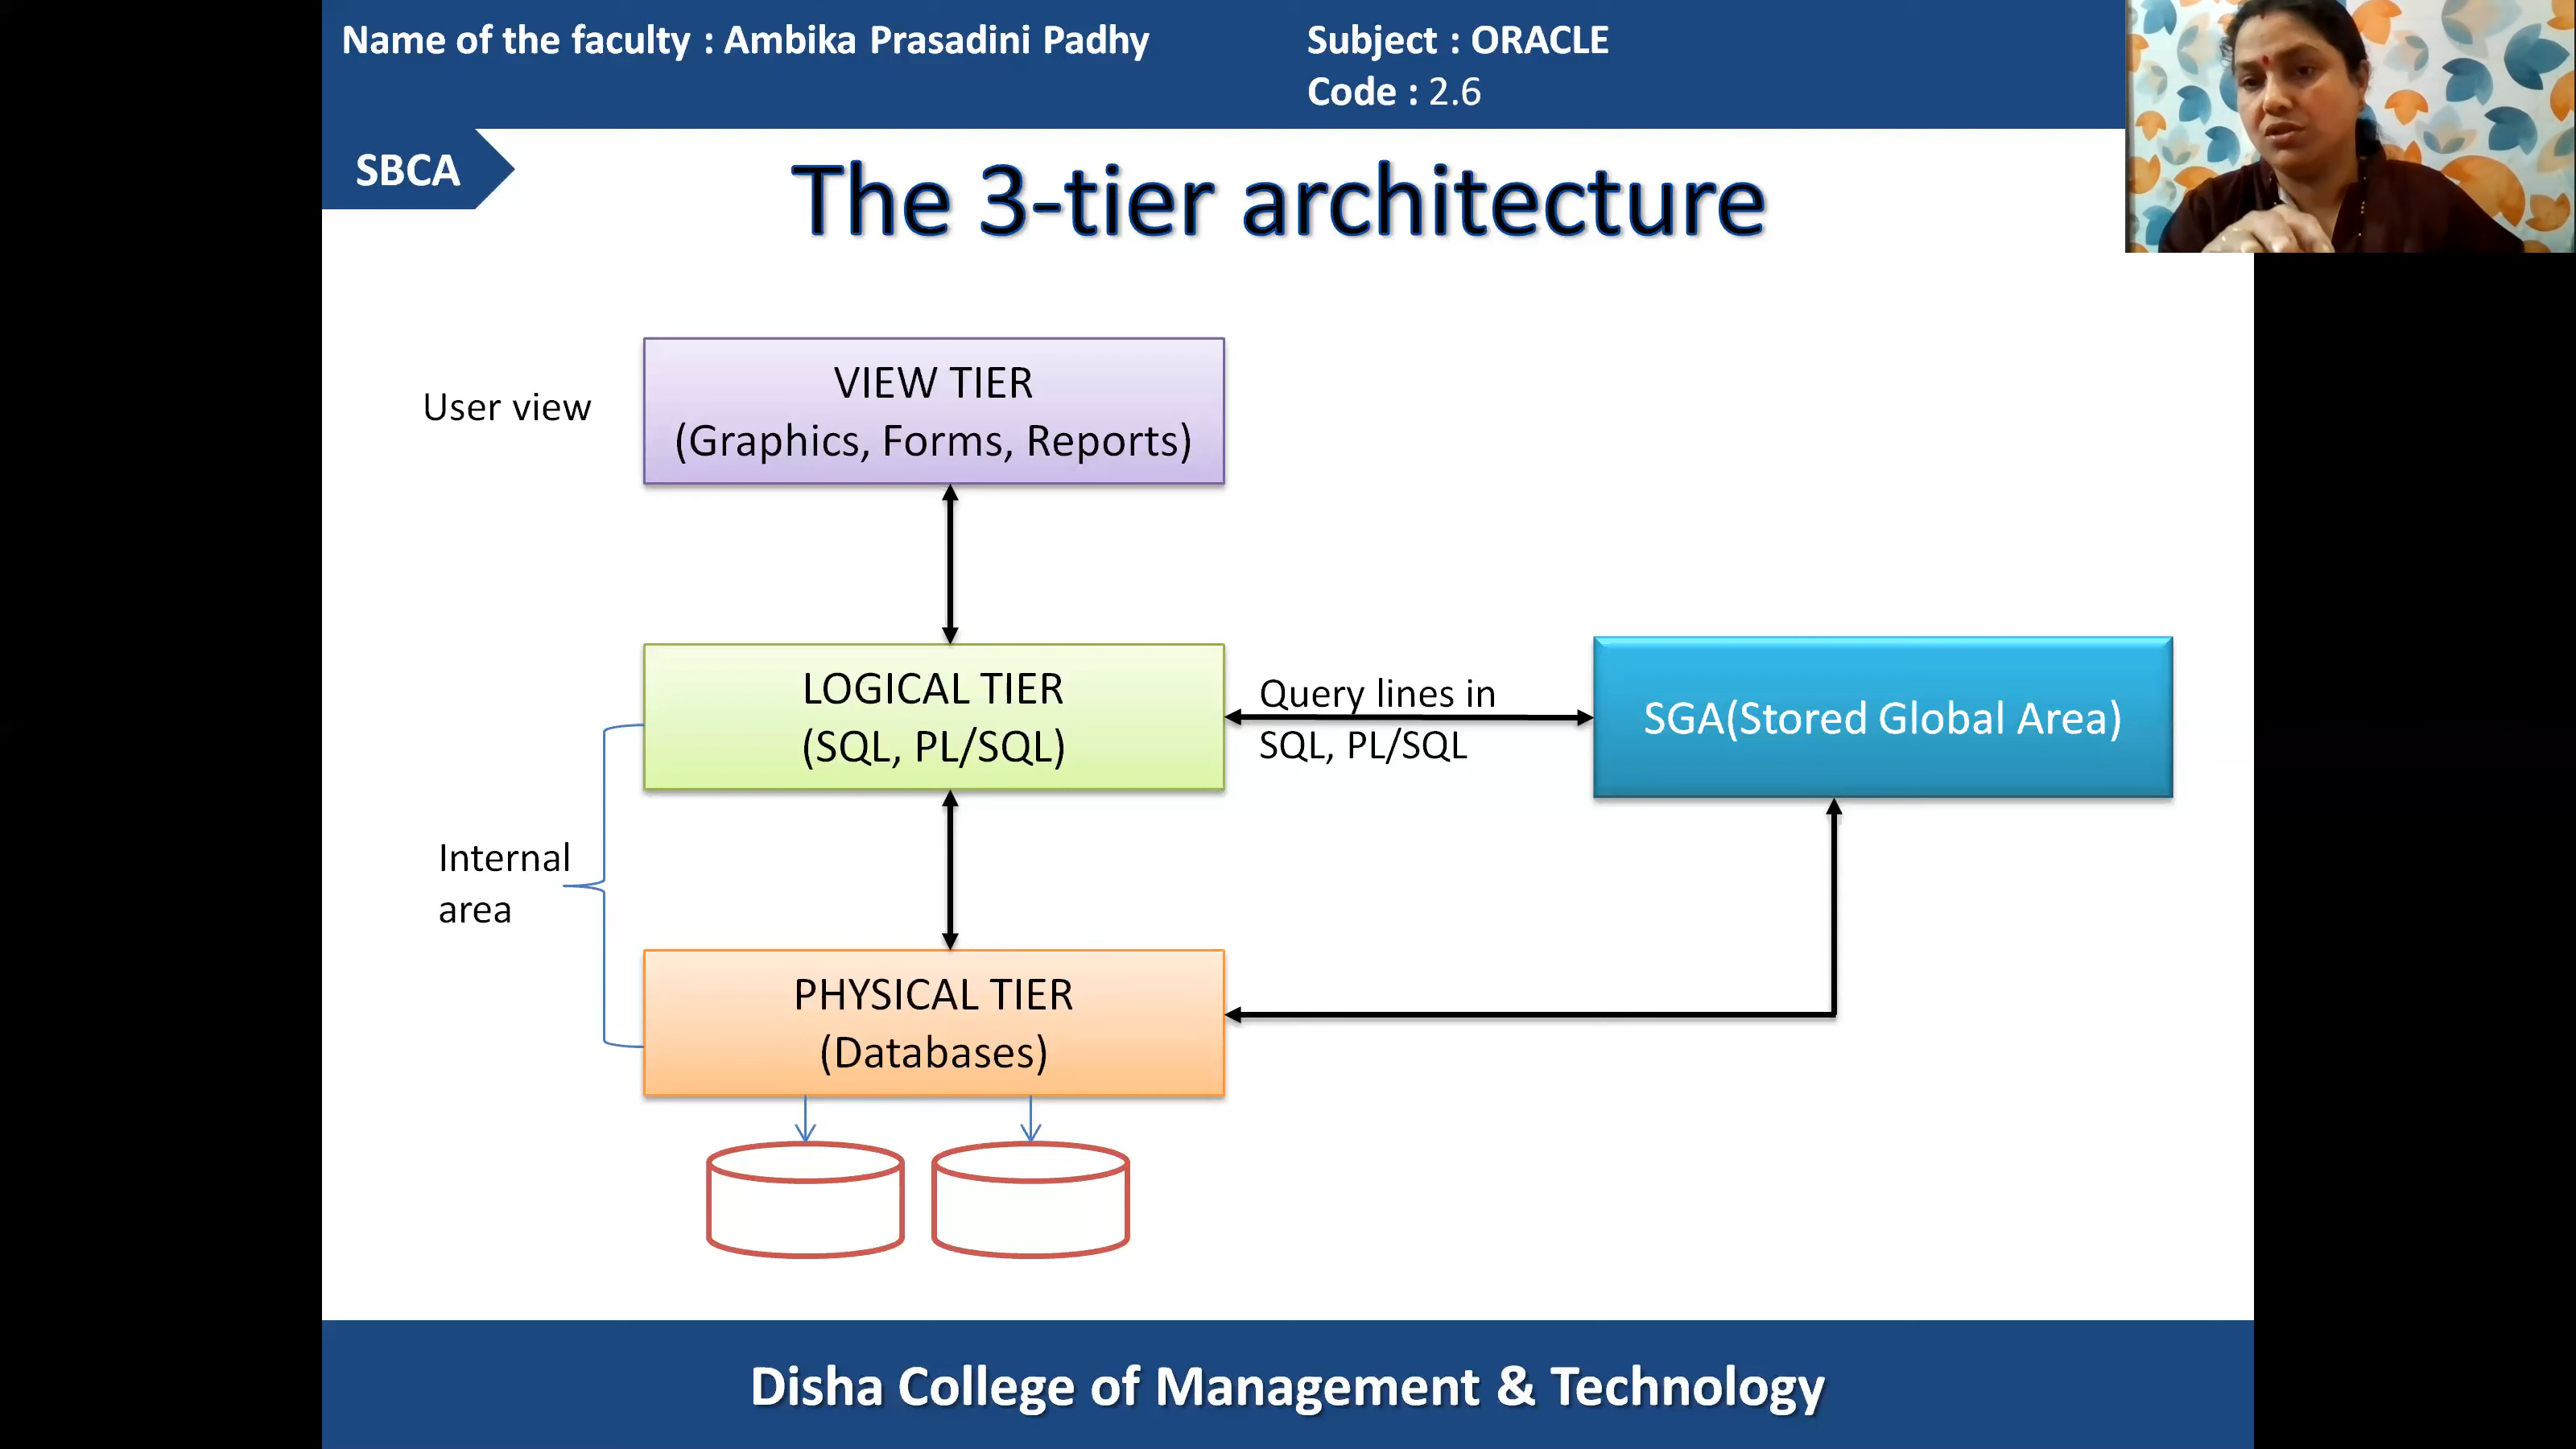 Name of the faculty : Ambika Prasadini Padhy
Subject : ORACLE
Code : 2.6
SBCA
The 3-tier architecture
User view
VIEW TIER
(Graphics, Forms, Reports)
LOGICAL TIER
(SQL, PL/SQL)
Query lines in
SQL, PL/SQL
SGA(Stored Global Area)
Internal
area
PHYSICAL TIER
(Databases)
Disha College of Management & Technology